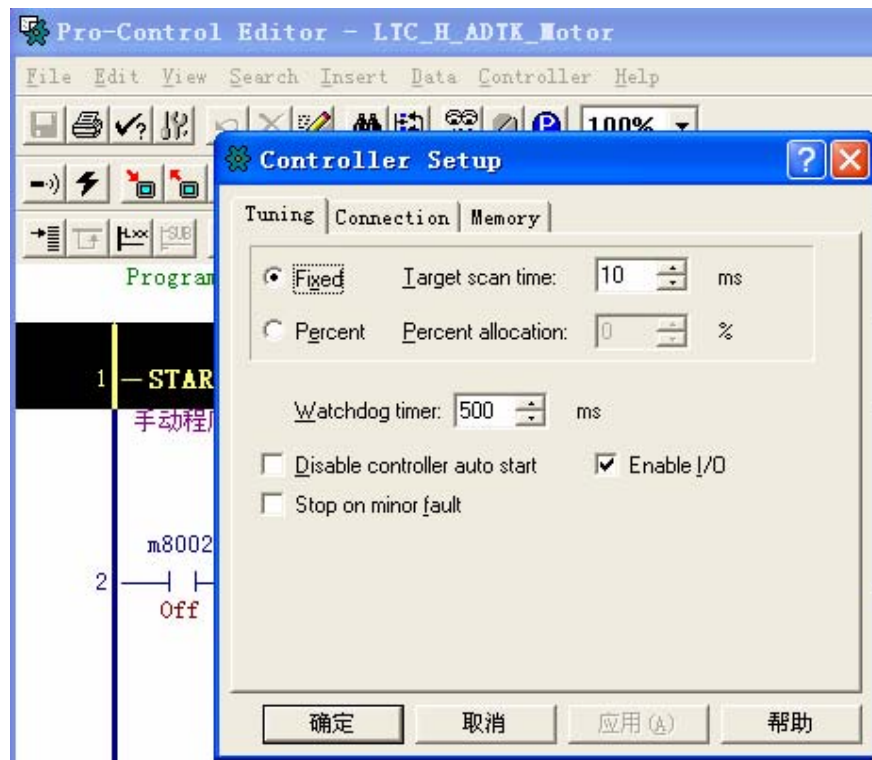 Pro-Control Editor - LTC_H_ADTK_Motor
File Edit View Search Insert Data Controller Help
100%
Controller Setup
Tuning Connection Memory
Fixed Target scan time: 10 ms
Percent Percent allocation: 0 %
Watchdog timer: 500 ms
Disable controller auto start Enable I/O
Stop on minor fault
确定 取消 应用(A) 帮助
Program
1 STAR
手动程
m8002
2
Off